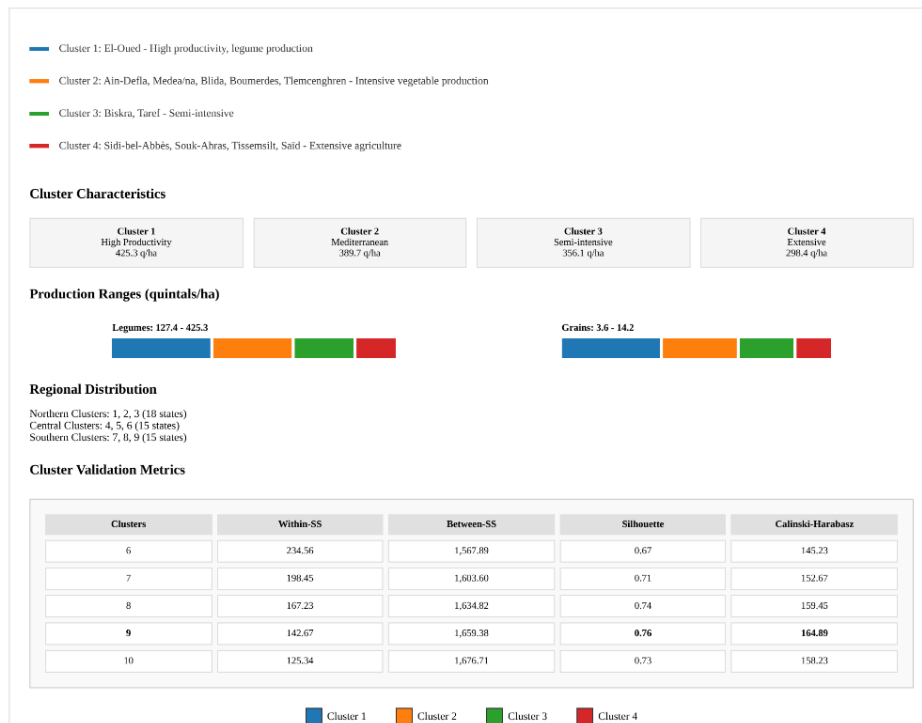 Cluster 1: El-Oued - High productivity, legume production
Cluster 2: Ain-Defla, Medea/na, Blida, Boumerdes, Tlemcenghren - Intensive vegetable production
Cluster 3: Biskra, Taref - Semi-intensive
Cluster 4: Sidi-bel-Abbès, Souk-Ahras, Tissemsilt, Saïd - Extensive agriculture
Cluster Characteristics
Cluster 1
High Productivity
425.3 q/ha
Cluster 2
Mediterranean
389.7 q/ha
Cluster 3
Semi-intensive
356.1 q/ha
Cluster 4
Extensive
298.4 q/ha
Production Ranges (quintals/ha)
Legumes: 127.4 - 425.3
Grains: 3.6 - 14.2
Regional Distribution
Northern Clusters: 1, 2, 3 (18 states)
Central Clusters: 4, 5, 6 (15 states)
Southern Clusters: 7, 8, 9 (15 states)
Cluster Validation Metrics
Clusters Within-SS Between-SS Silhouette Calinski-Harabasz
6 234.56 1,567.89 0.67 145.23
7 198.45 1,603.60 0.71 152.67
8 167.23 1,634.82 0.74 159.45
9 142.67 1,659.38 0.76 164.89
10 125.34 1,676.71 0.73 158.23
Cluster 1 Cluster 2 Cluster 3 Cluster 4